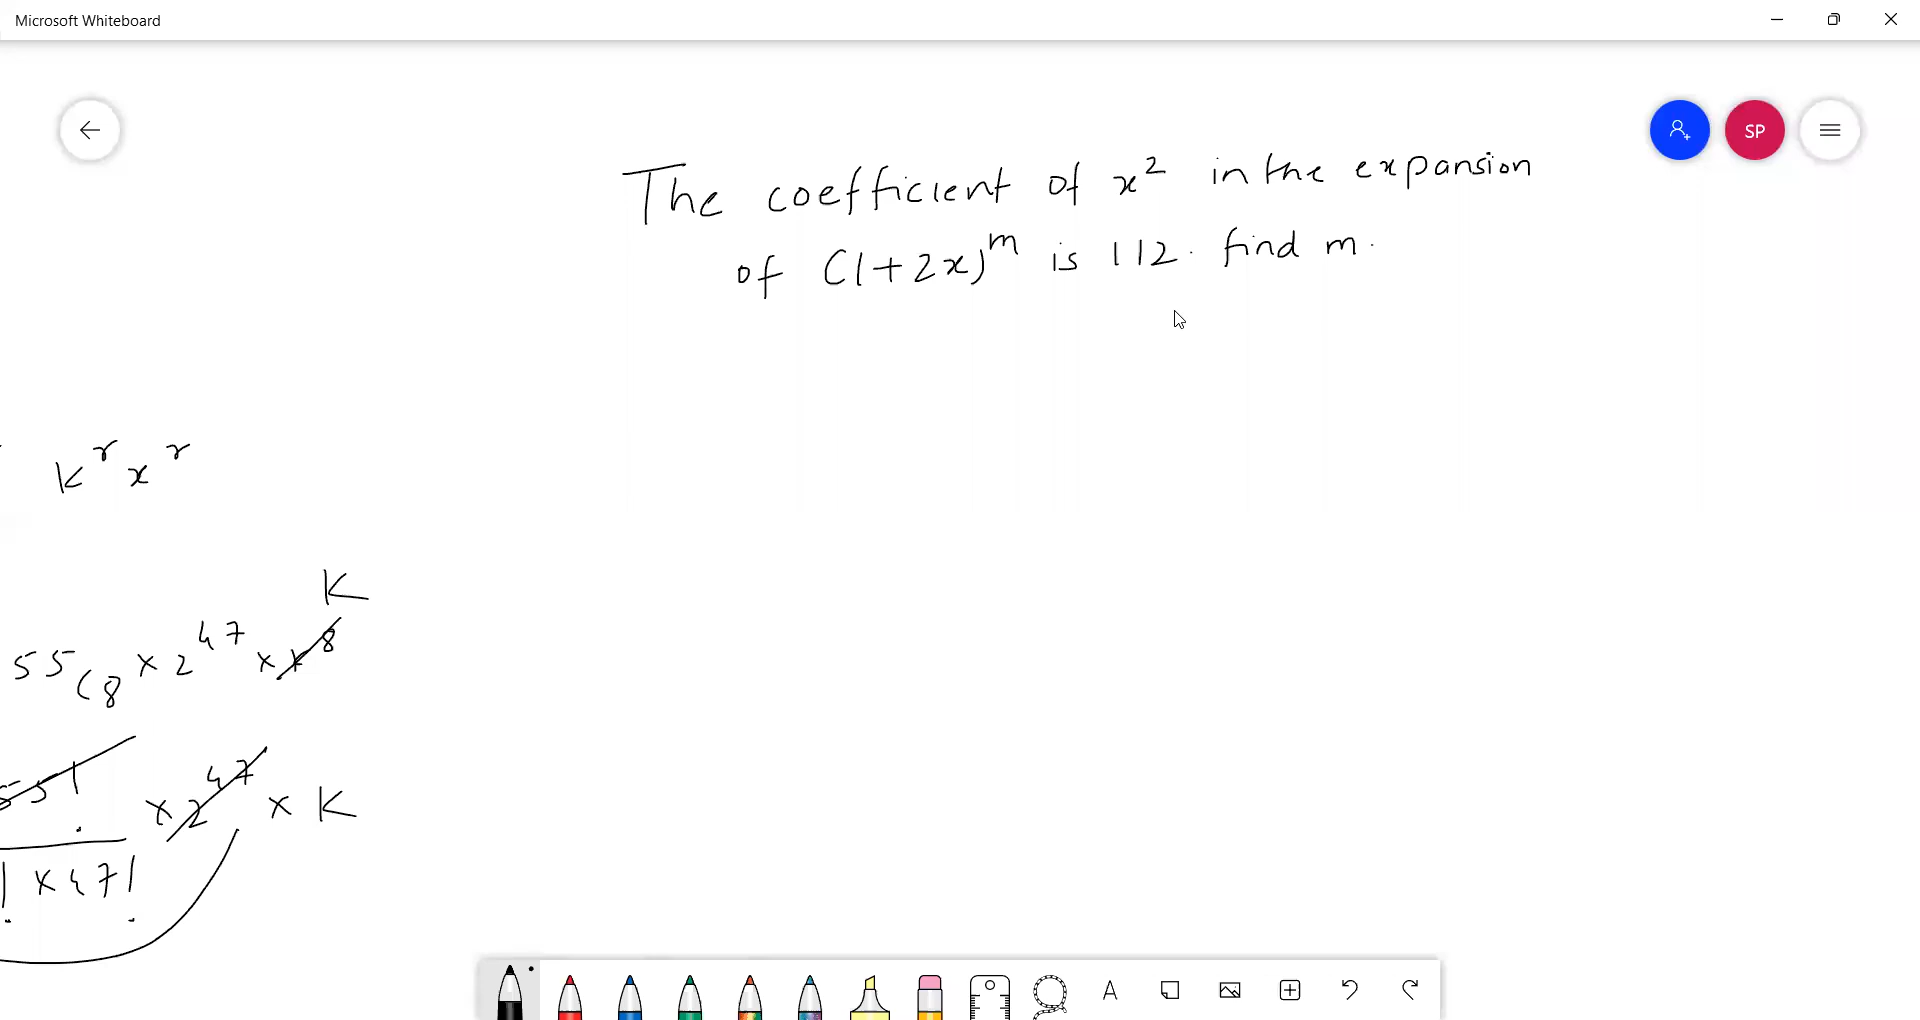 Microsoft Whiteboard
SP
The coefficient of x² in the expansion
of (1+2x)^m is 112. find m.
K^r x^r
K
55C8 × 2^47 × x^8
55! × 2^47 × K
! × 47!
A